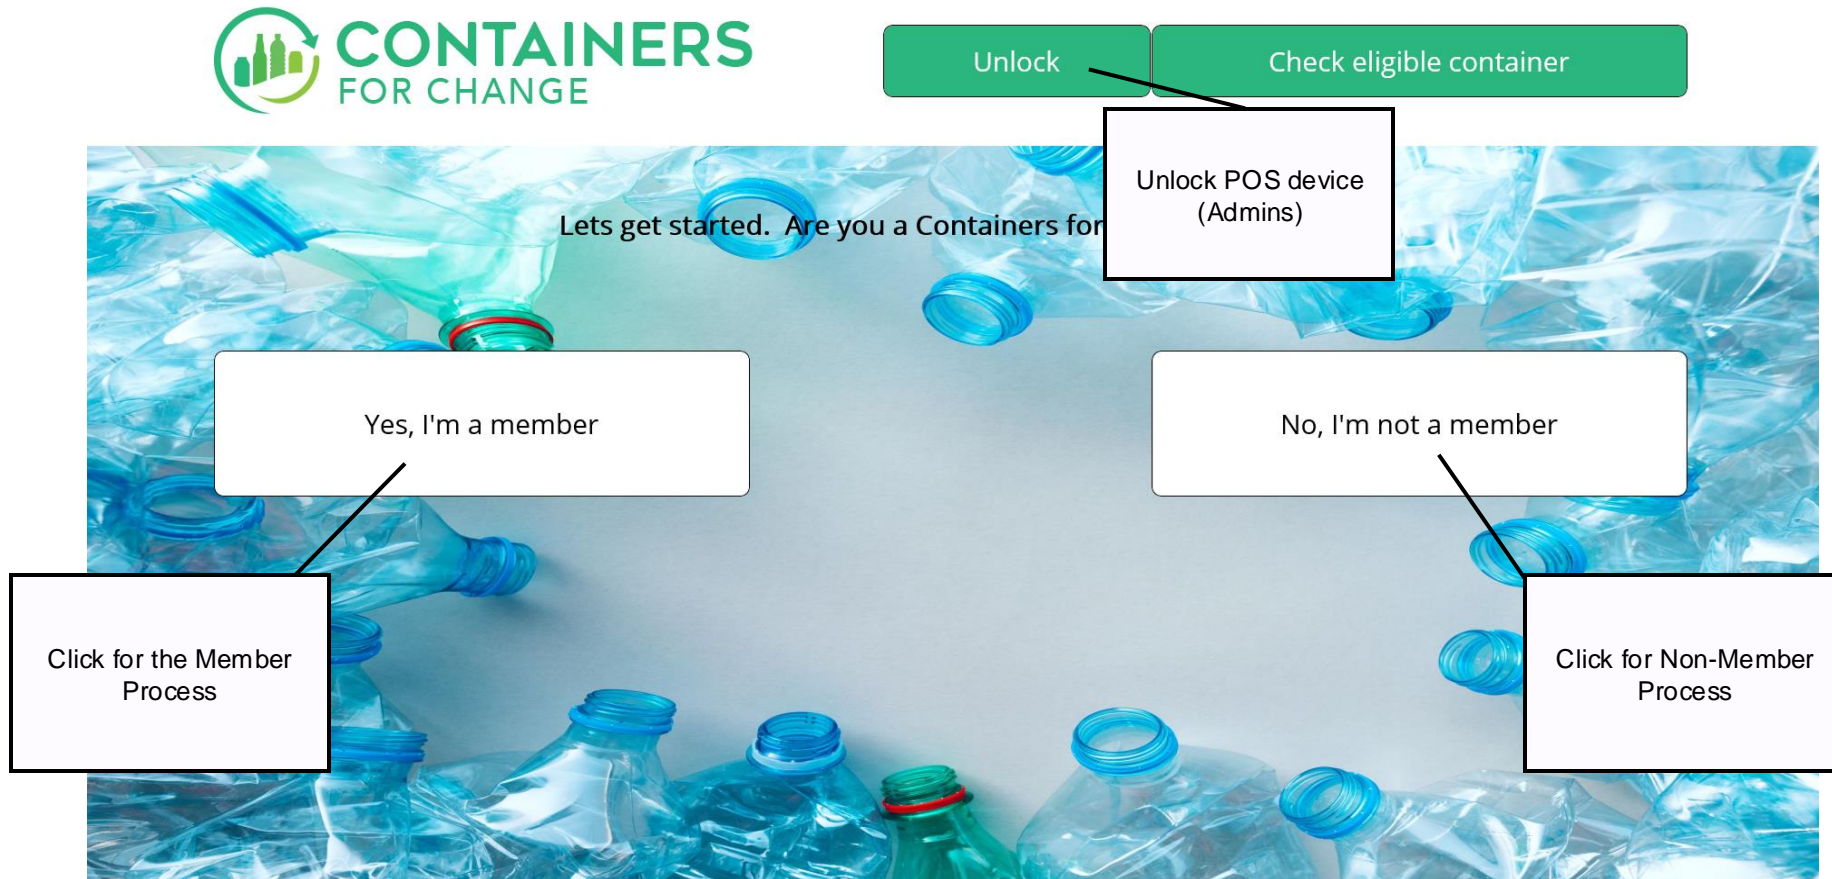 CONTAINERS
FOR CHANGE
Unlock
Check eligible container
Unlock POS device
(Admins)
Lets get started.  Are you a Containers for
Yes, I'm a member
No, I'm not a member
Click for the Member
Process
Click for Non-Member
Process